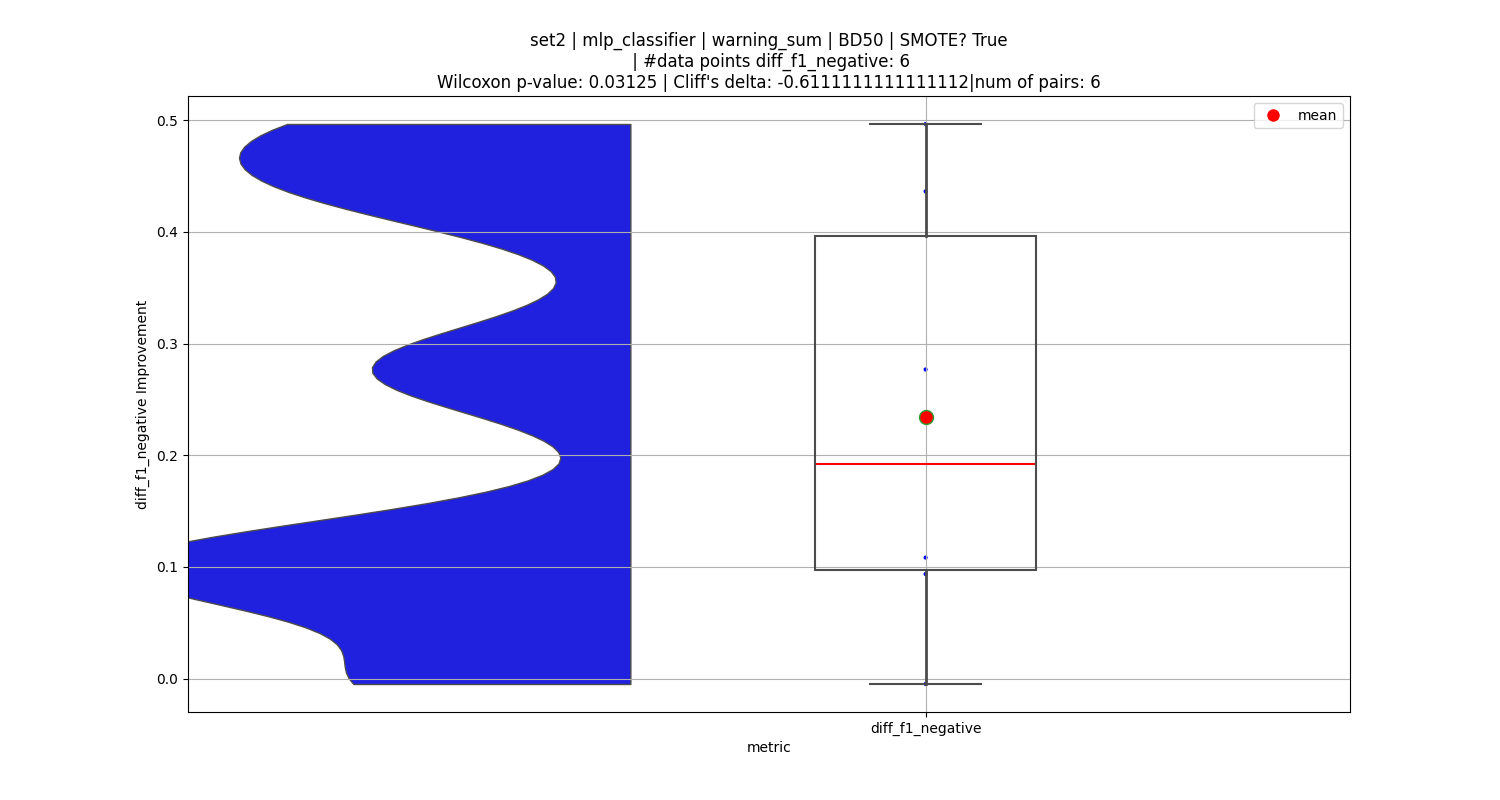 set2 | mlp_classifier | warning_sum | BD50 | SMOTE? True
| #data points diff_f1_negative: 6
Wilcoxon p-value: 0.03125 | Cliff's delta: -0.6111111111111112|num of pairs: 6
mean
0.5
0.4
0.3
0.2
0.1
0.0
diff_f1_negative Improvement
diff_f1_negative
metric